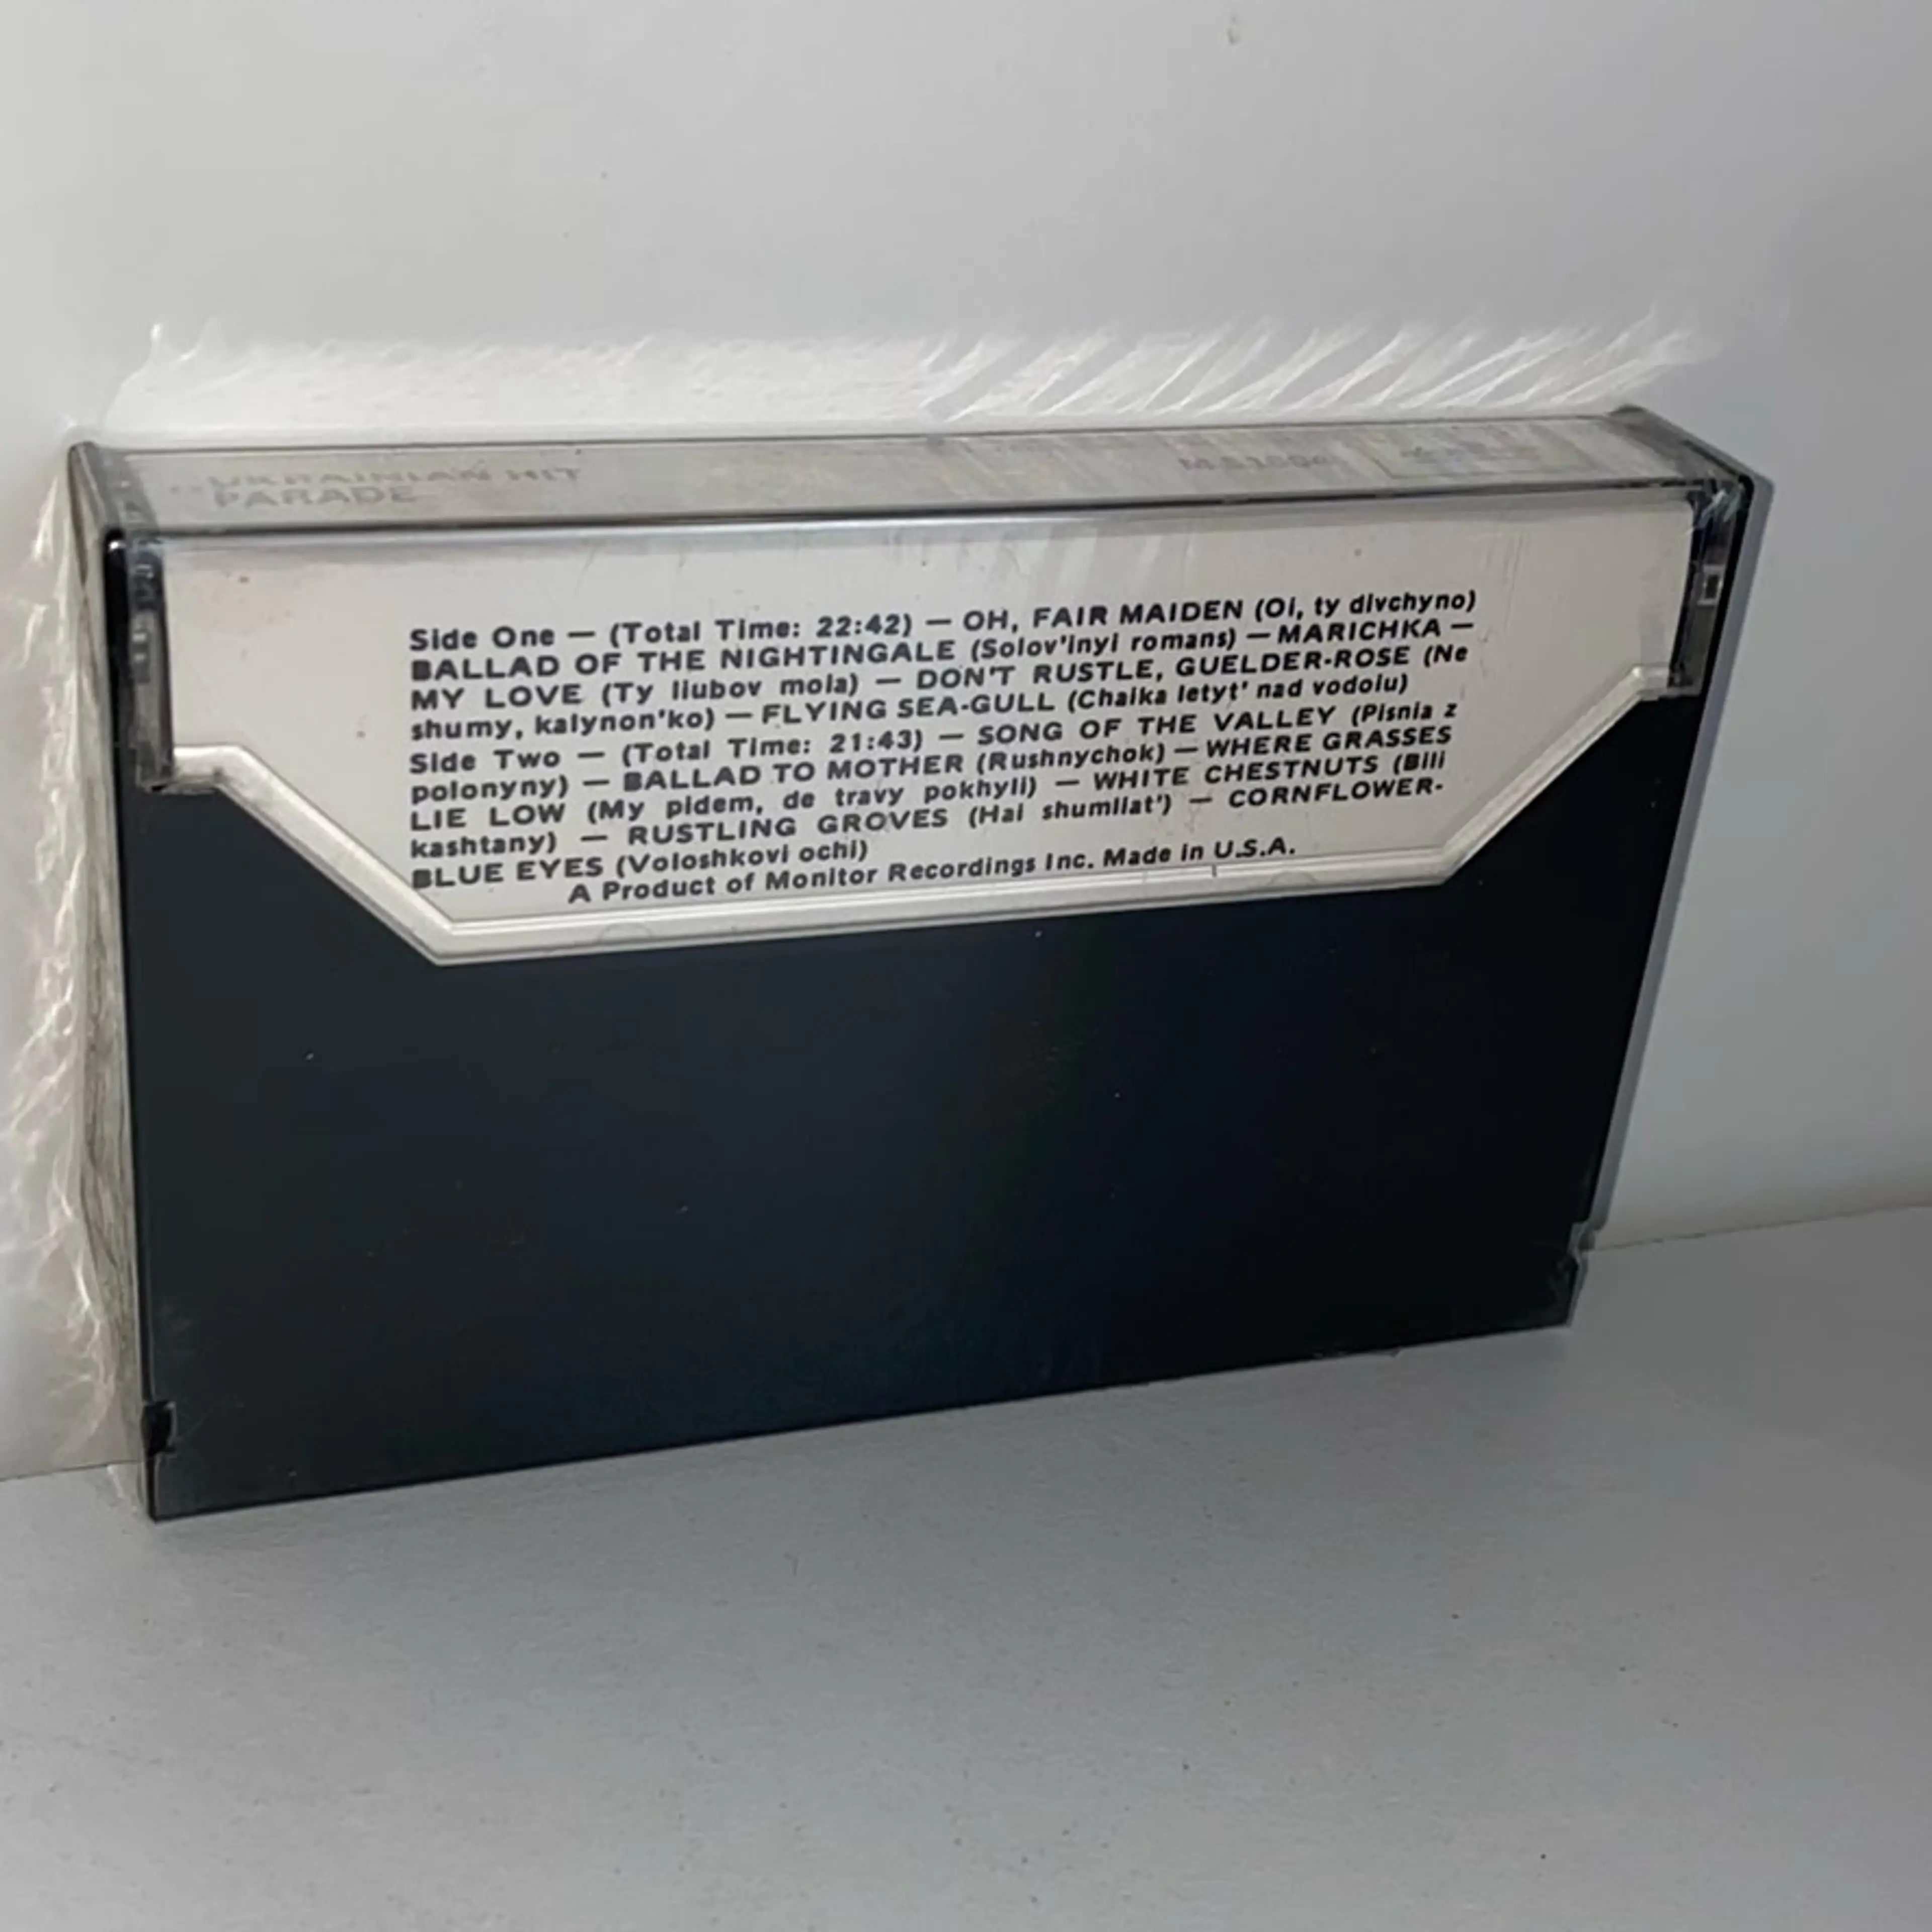 UKRAINIAN HIT
PARADE
Side One — (Total Time: 22:42) — OH, FAIR MAIDEN (Oi, ty divchyno)
BALLAD OF THE NIGHTINGALE (Solov'inyi romans) — MARICHKA —
MY LOVE (Ty liubov moia) — DON'T RUSTLE, GUELDER-ROSE (Ne
shumy, kalynon'ko) — FLYING SEA-GULL (Chaika letyt' nad vodoiu)
Side Two — (Total Time: 21:43) — SONG OF THE VALLEY (Pisnia z
polonyny) — BALLAD TO MOTHER (Rushnychok) — WHERE GRASSES
LIE LOW (My pidem, de travy pokhyli) — WHITE CHESTNUTS (Bili
kashtany) — RUSTLING GROVES (Hai shumliat') — CORNFLOWER-
BLUE EYES (Voloshkovi ochi)
A Product of Monitor Recordings Inc. Made in U.S.A.